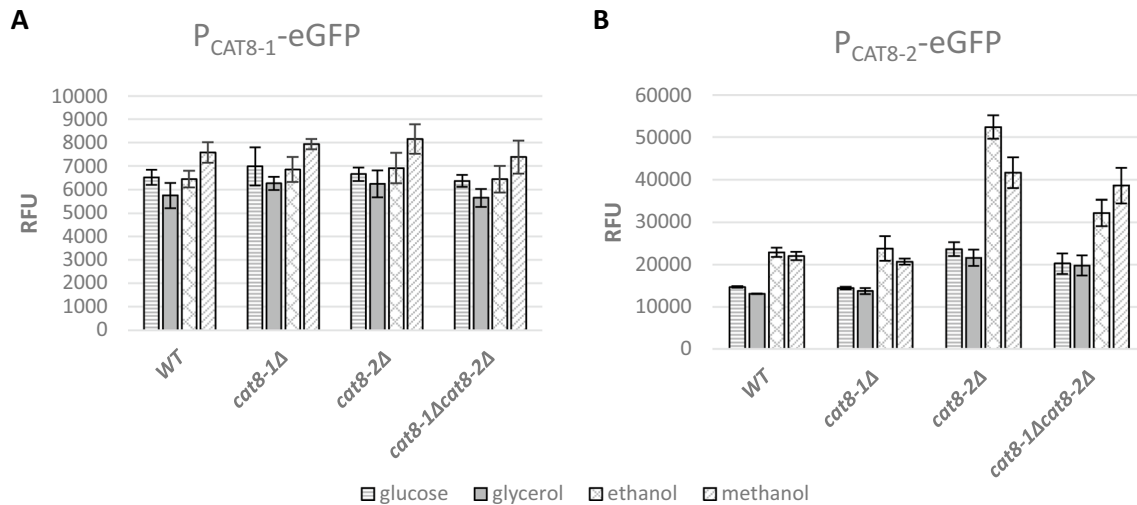 A
P_CAT8-1-eGFP
RFU
10000
9000
8000
7000
6000
5000
4000
3000
2000
1000
0
WT
cat8-1Δ
cat8-2Δ
cat8-1Δcat8-2Δ
B
P_CAT8-2-eGFP
RFU
60000
50000
40000
30000
20000
10000
0
WT
cat8-1Δ
cat8-2Δ
cat8-1Δcat8-2Δ
glucose glycerol ethanol methanol